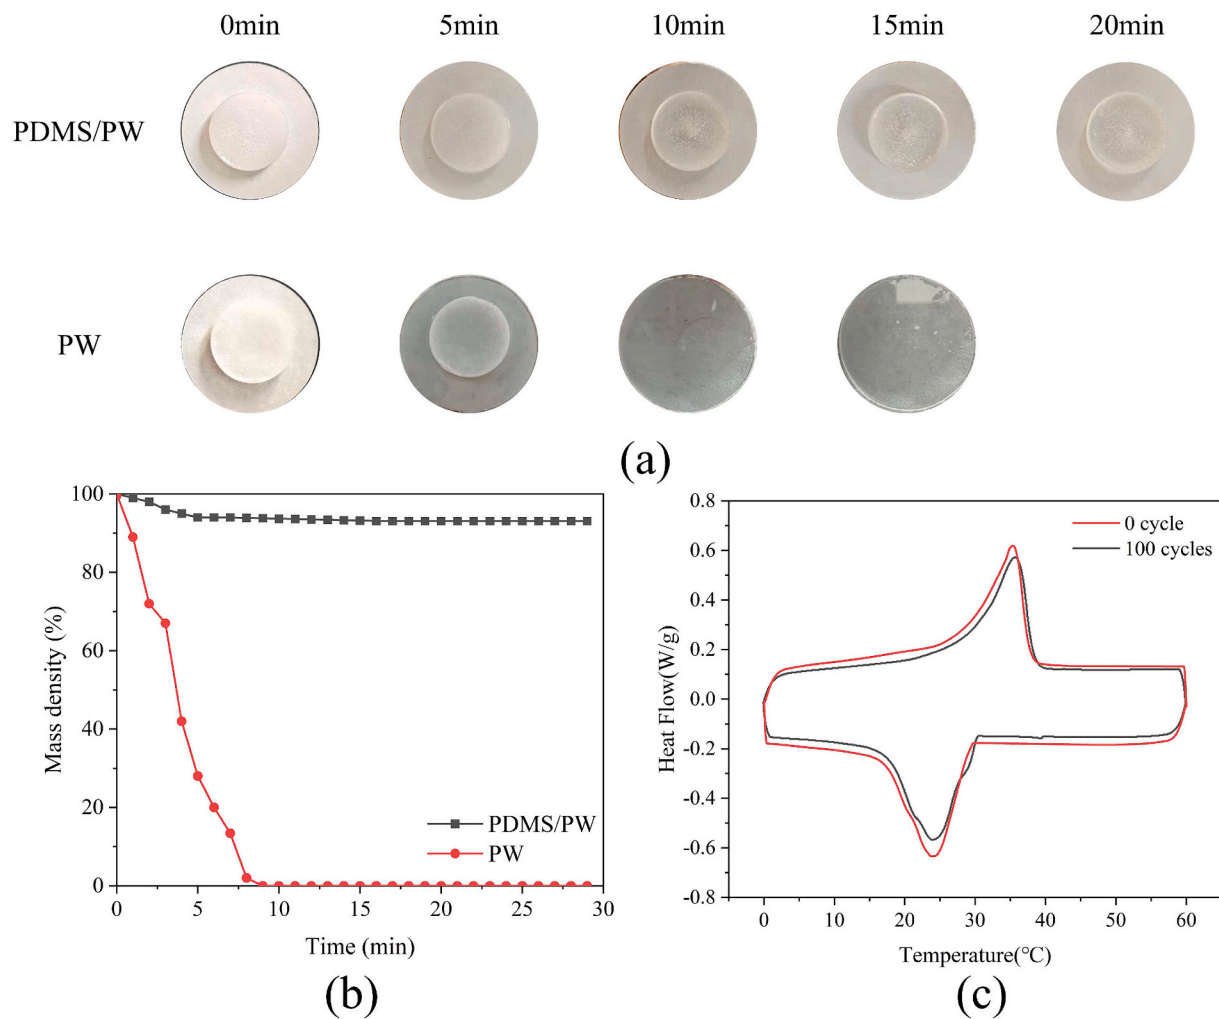 0min 5min 10min 15min 20min
PDMS/PW
PW
(a)
100
80
60
40
20
0
Mass density (%)
PDMS/PW
PW
0 5 10 15 20 25 30
Time (min)
(b)
0.8
0.6
0.4
0.2
0.0
-0.2
-0.4
-0.6
-0.8
Heat Flow(W/g)
0 cycle
100 cycles
0 10 20 30 40 50 60
Temperature(℃)
(c)